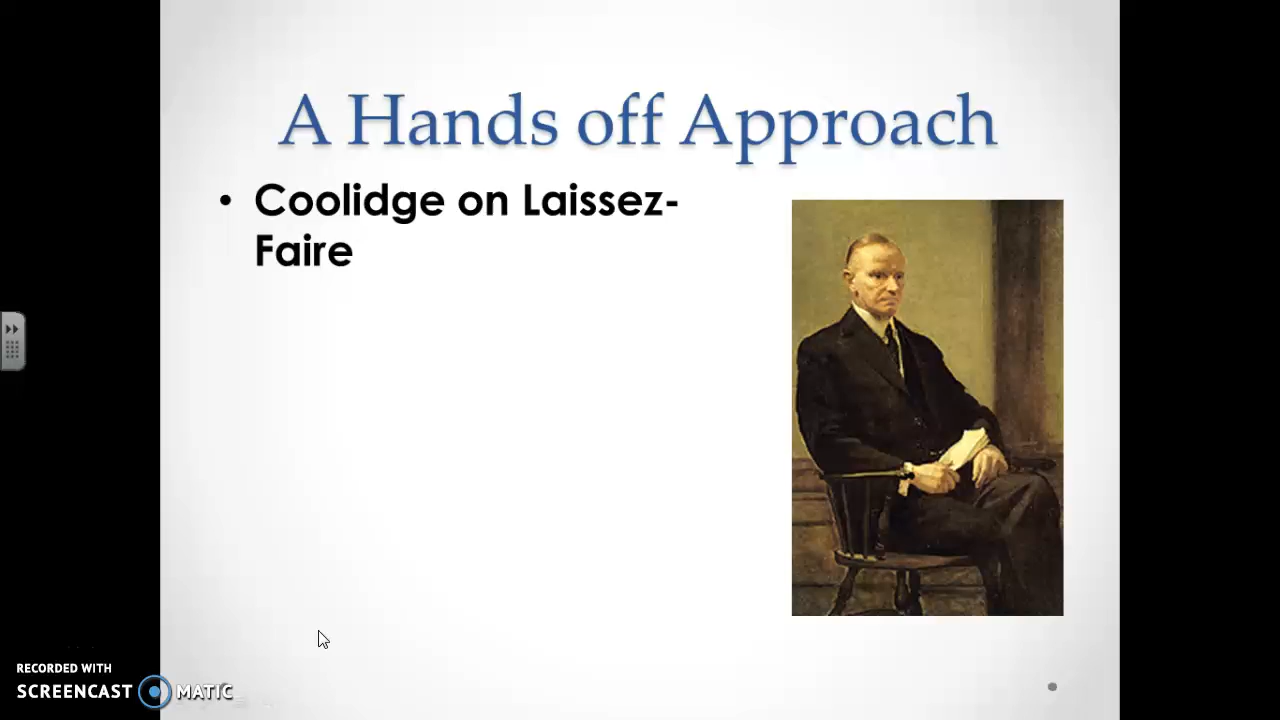 A Hands off Approach
• Coolidge on Laissez-
Faire
RECORDED WITH
SCREENCAST MATIC